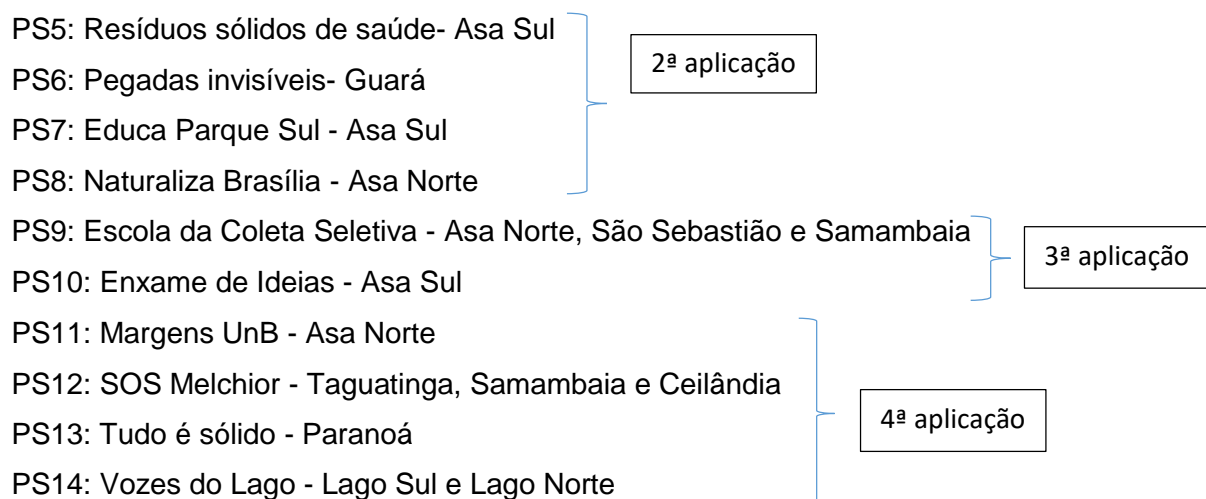 PS5: Resíduos sólidos de saúde- Asa Sul
PS6: Pegadas invisíveis- Guará
2ª aplicação
PS7: Educa Parque Sul - Asa Sul
PS8: Naturaliza Brasília - Asa Norte
PS9: Escola da Coleta Seletiva - Asa Norte, São Sebastião e Samambaia
3ª aplicação
PS10: Enxame de Ideias - Asa Sul
PS11: Margens UnB - Asa Norte
PS12: SOS Melchior - Taguatinga, Samambaia e Ceilândia
4ª aplicação
PS13: Tudo é sólido - Paranoá
PS14: Vozes do Lago - Lago Sul e Lago Norte